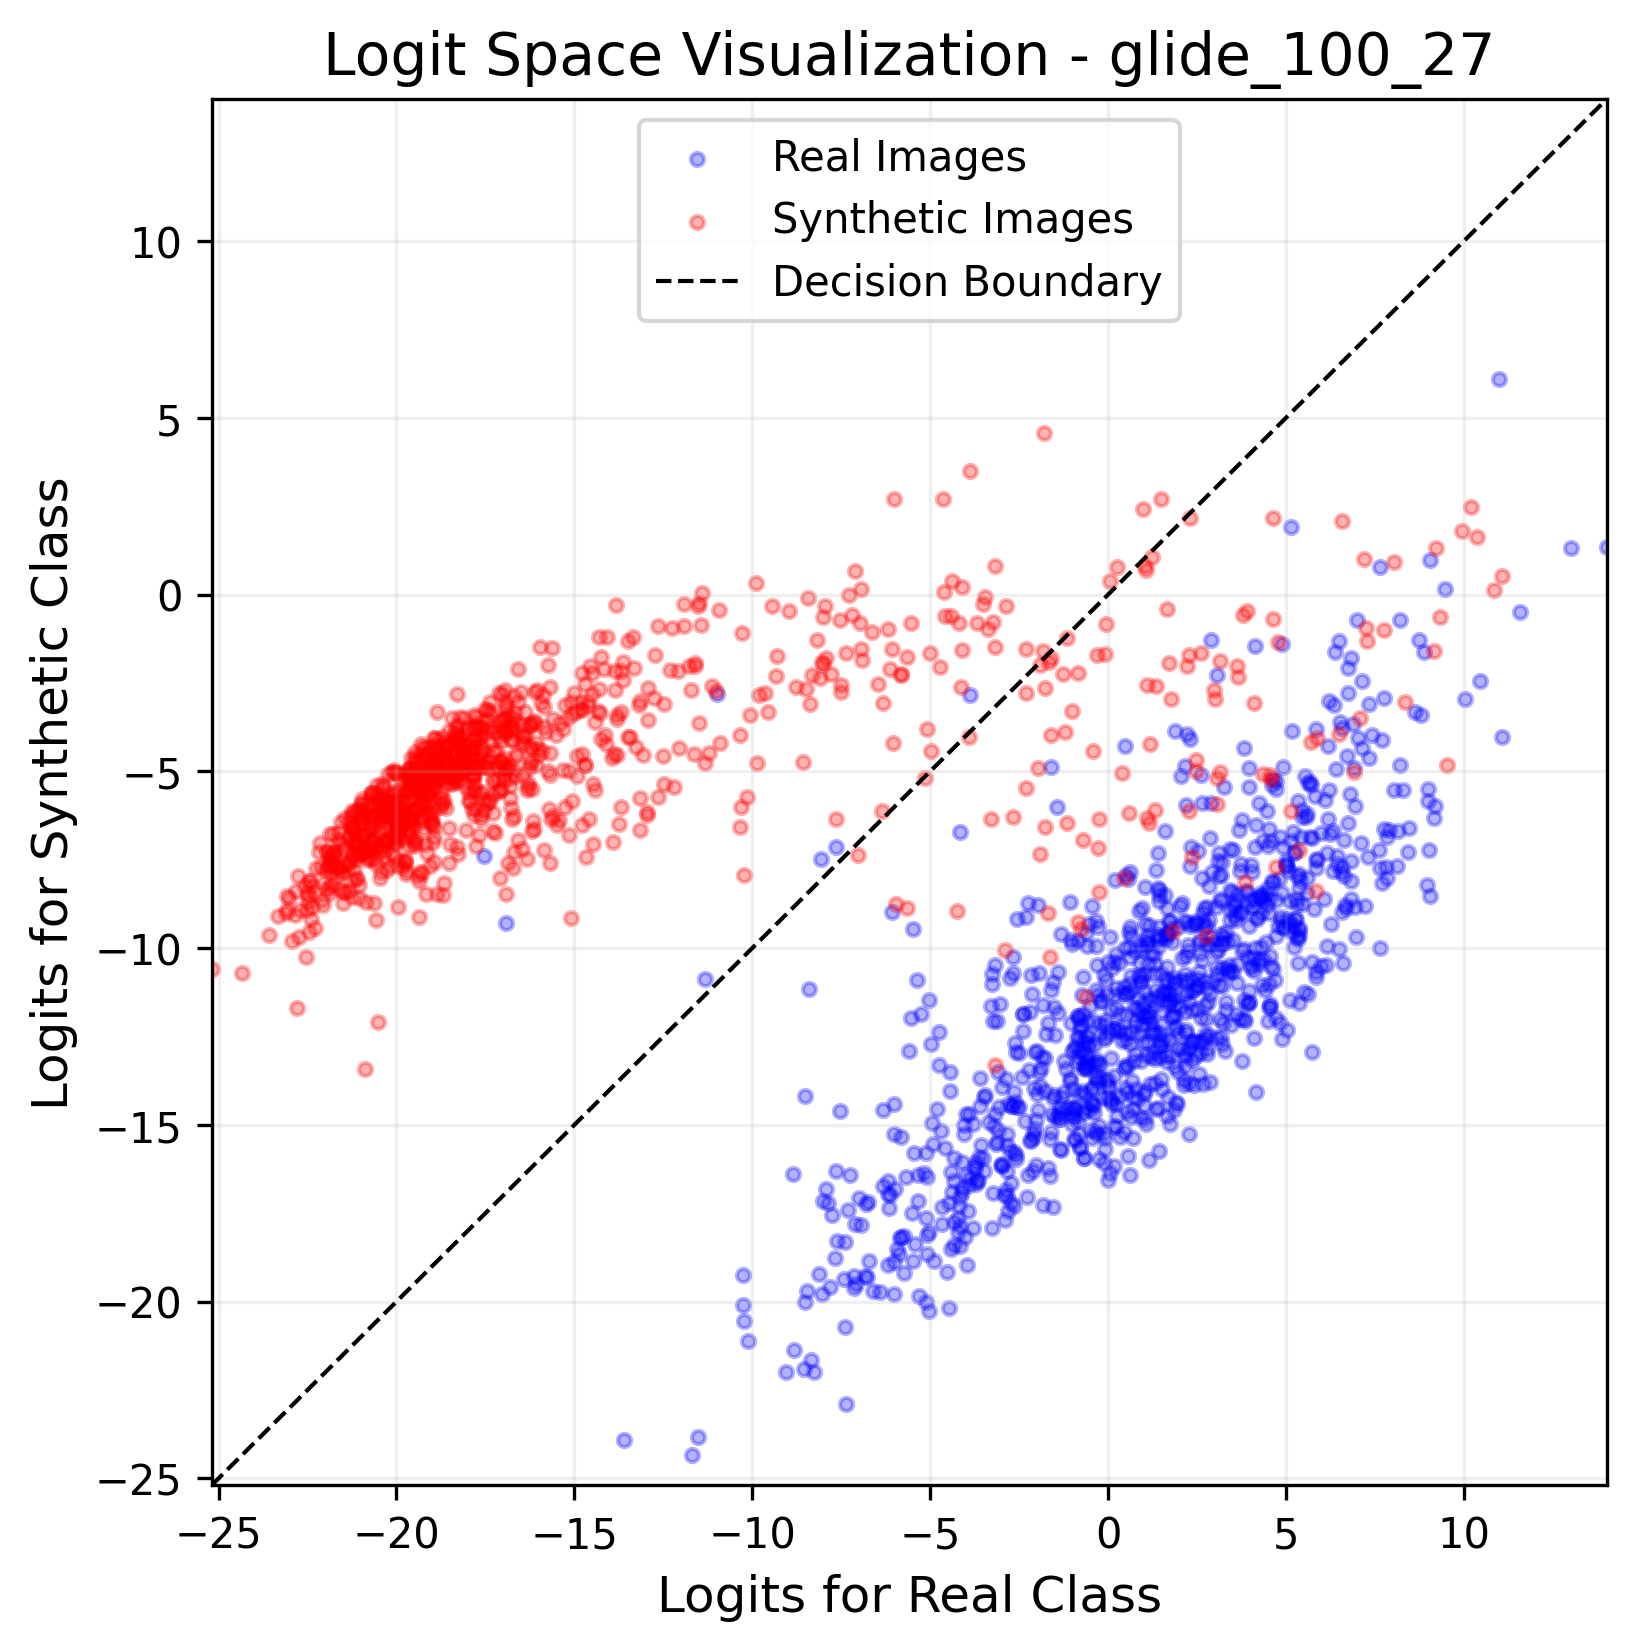 Logit Space Visualization - glide_100_27
Real Images
Synthetic Images
Decision Boundary
10
5
0
−5
−10
−15
−20
−25
Logits for Synthetic Class
−25 −20 −15 −10 −5 0 5 10
Logits for Real Class